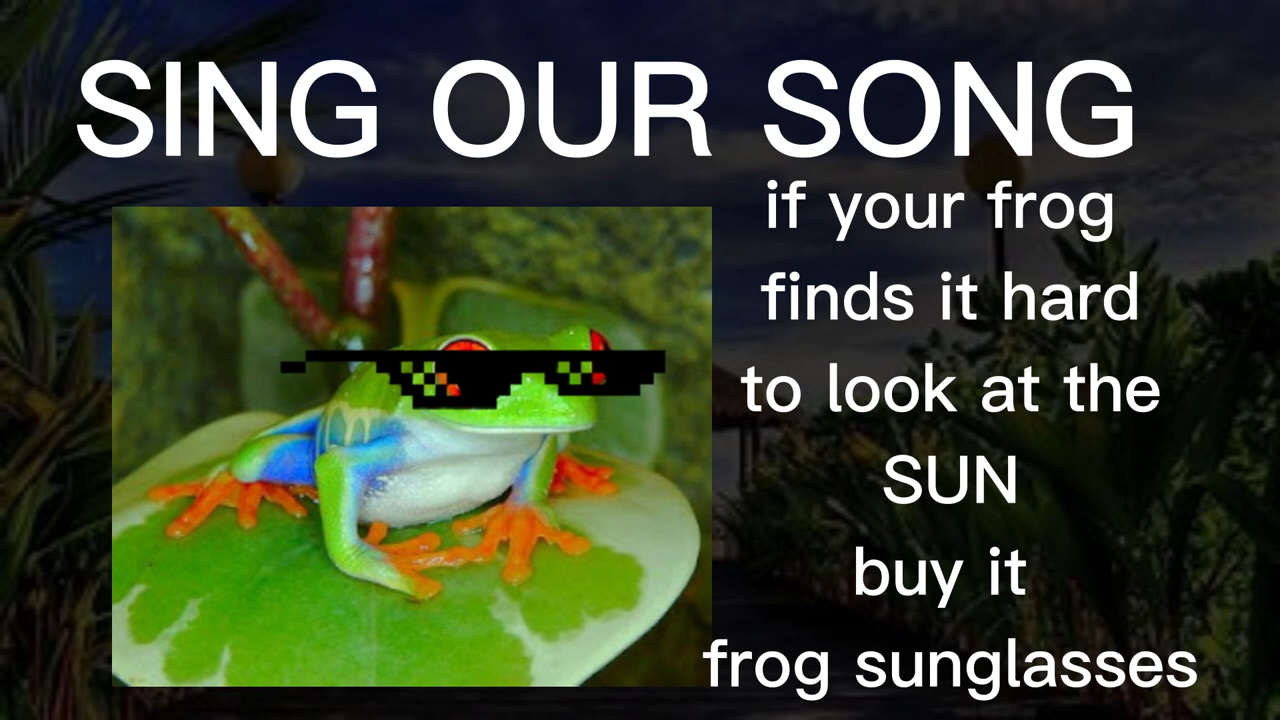 SING OUR SONG
if your frog
finds it hard
to look at the
SUN
buy it
frog sunglasses